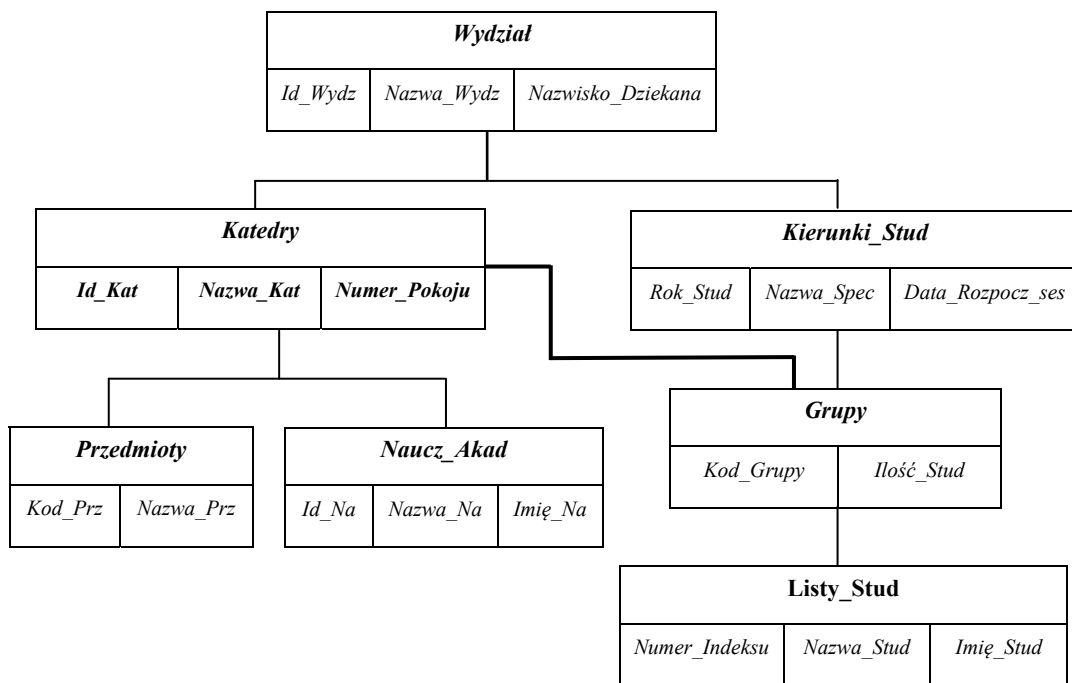 Wydział
Id_Wydz Nazwa_Wydz Nazwisko_Dziekana
Katedry
Id_Kat Nazwa_Kat Numer_Pokoju
Kierunki_Stud
Rok_Stud Nazwa_Spec Data_Rozpocz_ses
Przedmioty
Kod_Prz Nazwa_Prz
Naucz_Akad
Id_Na Nazwa_Na Imię_Na
Grupy
Kod_Grupy Ilość_Stud
Listy_Stud
Numer_Indeksu Nazwa_Stud Imię_Stud